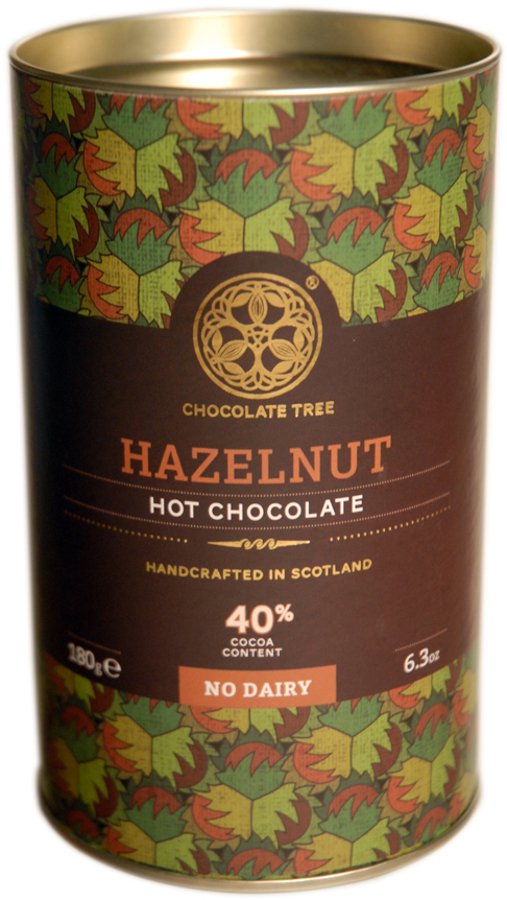 ®
CHOCOLATE TREE
HAZELNUT
HOT CHOCOLATE
HANDCRAFTED IN SCOTLAND
40%
COCOA
CONTENT
180g℮
6.3oz
NO DAIRY